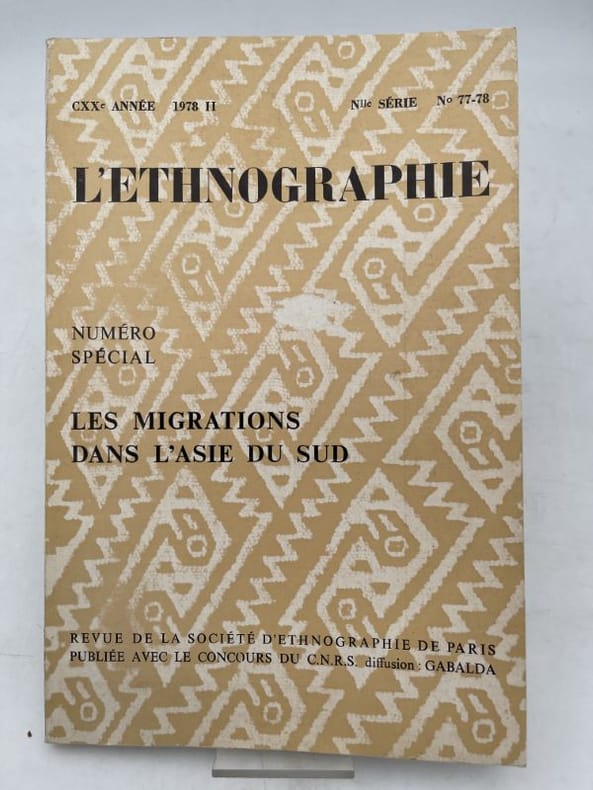 CXXe ANNÉE 1978 II Nlle SÉRIE No 77-78
L'ETHNOGRAPHIE
NUMÉRO
SPÉCIAL
LES MIGRATIONS
DANS L'ASIE DU SUD
REVUE DE LA SOCIÉTÉ D'ETHNOGRAPHIE DE PARIS
PUBLIÉE AVEC LE CONCOURS DU C.N.R.S. diffusion : GABALDA